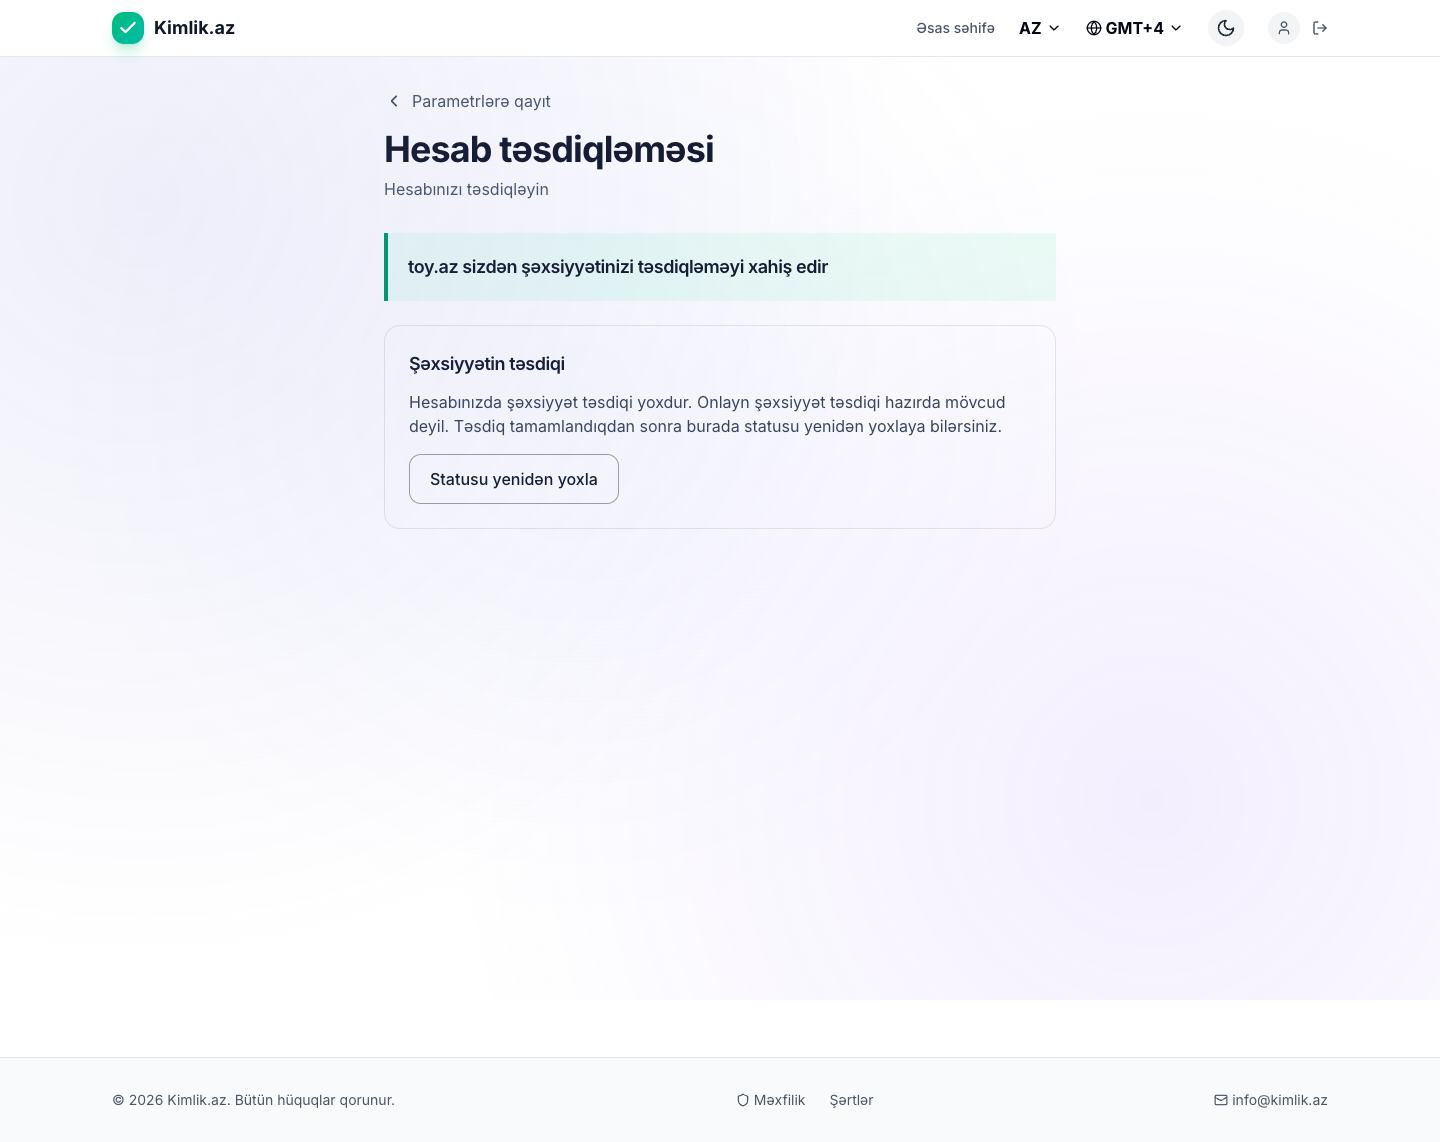 Kimlik.az
Əsas səhifə AZ GMT+4
Parametrlərə qayıt
Hesab təsdiqləməsi
Hesabınızı təsdiqləyin
toy.az sizdən şəxsiyyətinizi təsdiqləməyi xahiş edir
Şəxsiyyətin təsdiqi
Hesabınızda şəxsiyyət təsdiqi yoxdur. Onlayn şəxsiyyət təsdiqi hazırda mövcud
deyil. Təsdiq tamamlandıqdan sonra burada statusu yenidən yoxlaya bilərsiniz.
Statusu yenidən yoxla
© 2026 Kimlik.az. Bütün hüquqlar qorunur.
Məxfilik Şərtlər
info@kimlik.az